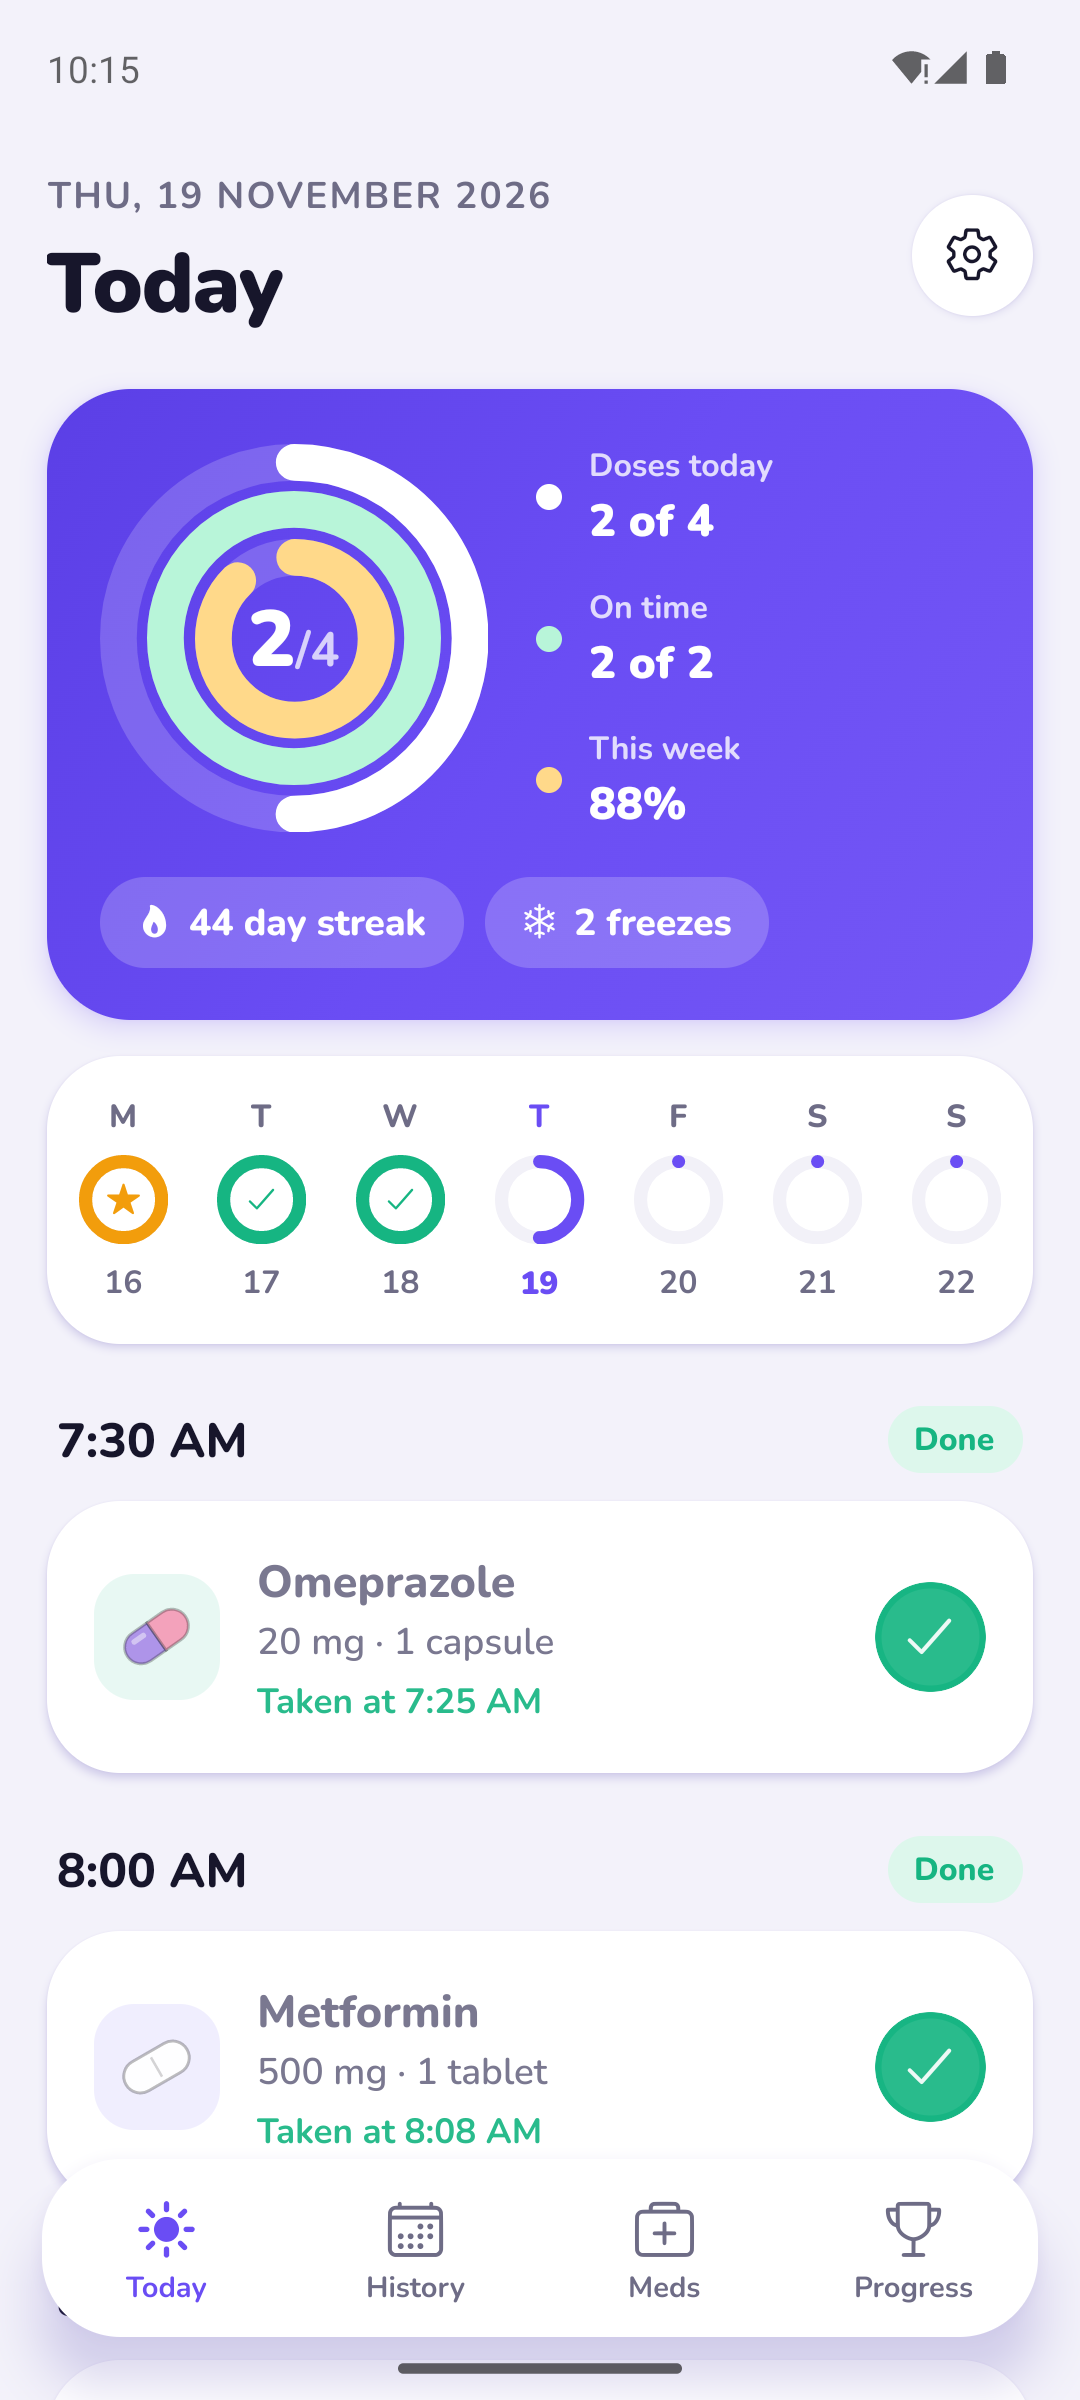 10:15
THU, 19 NOVEMBER 2026
Today
2/4
Doses today
2 of 4
On time
2 of 2
This week
88%
44 day streak
2 freezes
M T W T F S S
16 17 18 19 20 21 22
7:30 AM
Done
Omeprazole
20 mg · 1 capsule
Taken at 7:25 AM
8:00 AM
Done
Metformin
500 mg · 1 tablet
Taken at 8:08 AM
Today
History
Meds
Progress